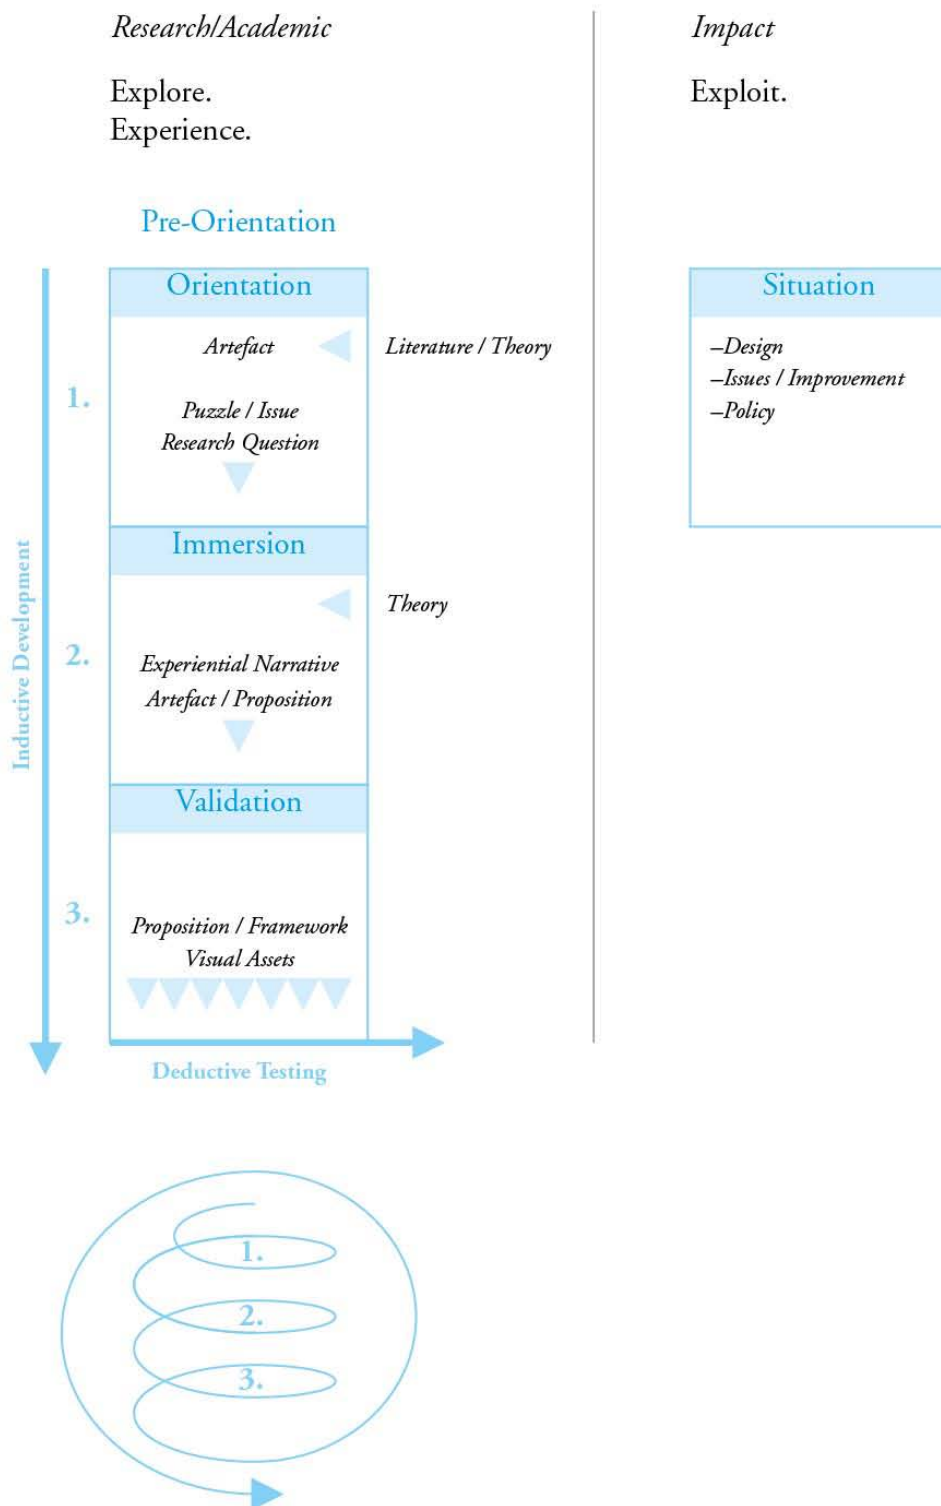 Research/Academic
Impact
Explore.
Experience.
Exploit.
Pre-Orientation
Orientation
Situation
Artefact
Literature / Theory
–Design
–Issues / Improvement
–Policy
1.
Puzzle / Issue
Research Question
Immersion
Theory
Inductive Development
2.
Experiential Narrative
Artefact / Proposition
Validation
3.
Proposition / Framework
Visual Assets
Deductive Testing
1.
2.
3.